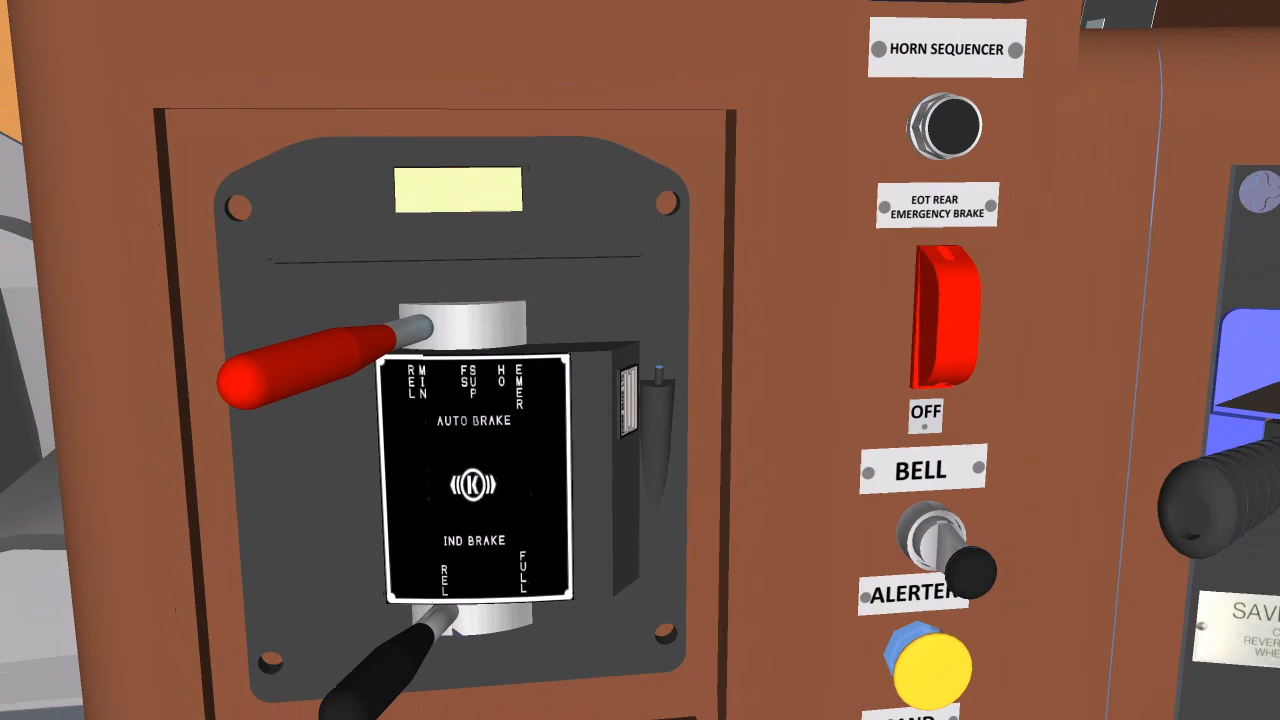 HORN SEQUENCER
EOT REAR
EMERGENCY BRAKE
REL MIN FS SUP HO EMER
AUTO BRAKE
K
IND BRAKE
REL FULL
OFF
BELL
ALERTER
SAND